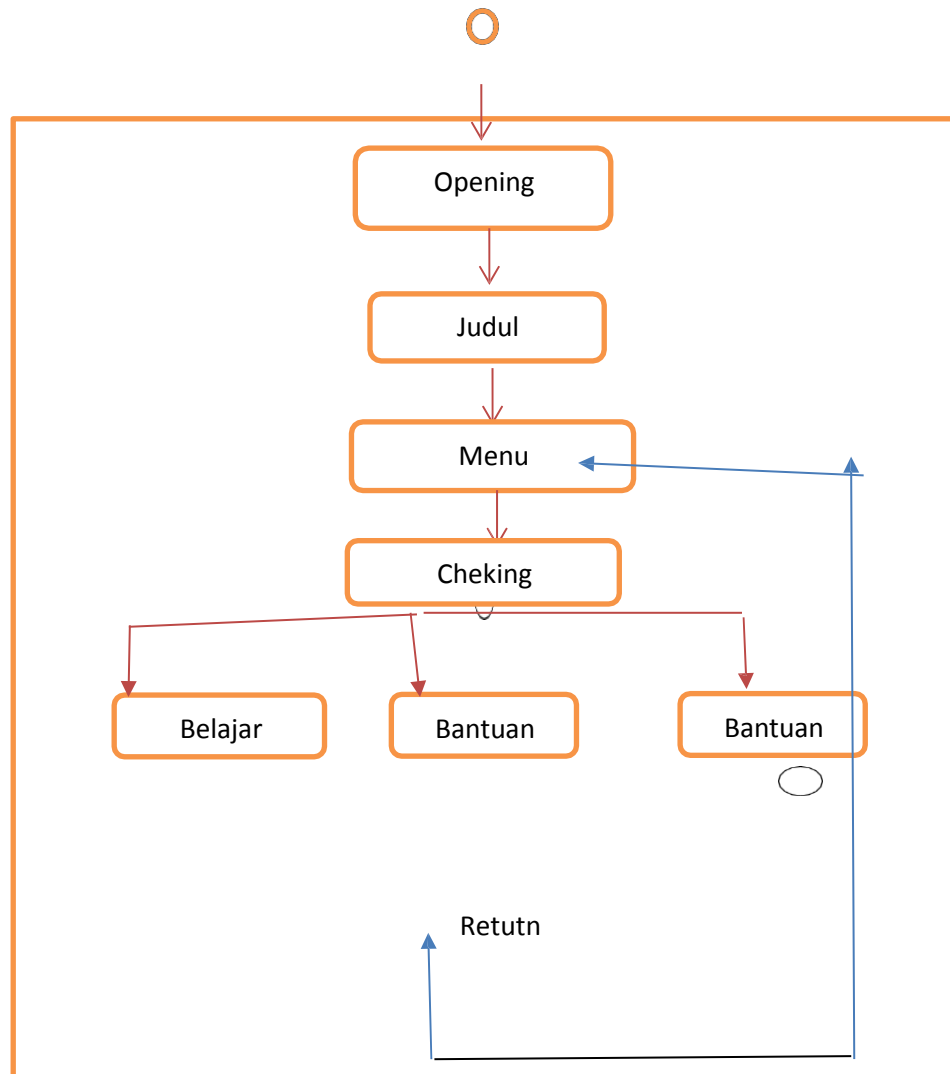 Opening
Judul
Menu
Cheking
Belajar
Bantuan
Bantuan
Retutn